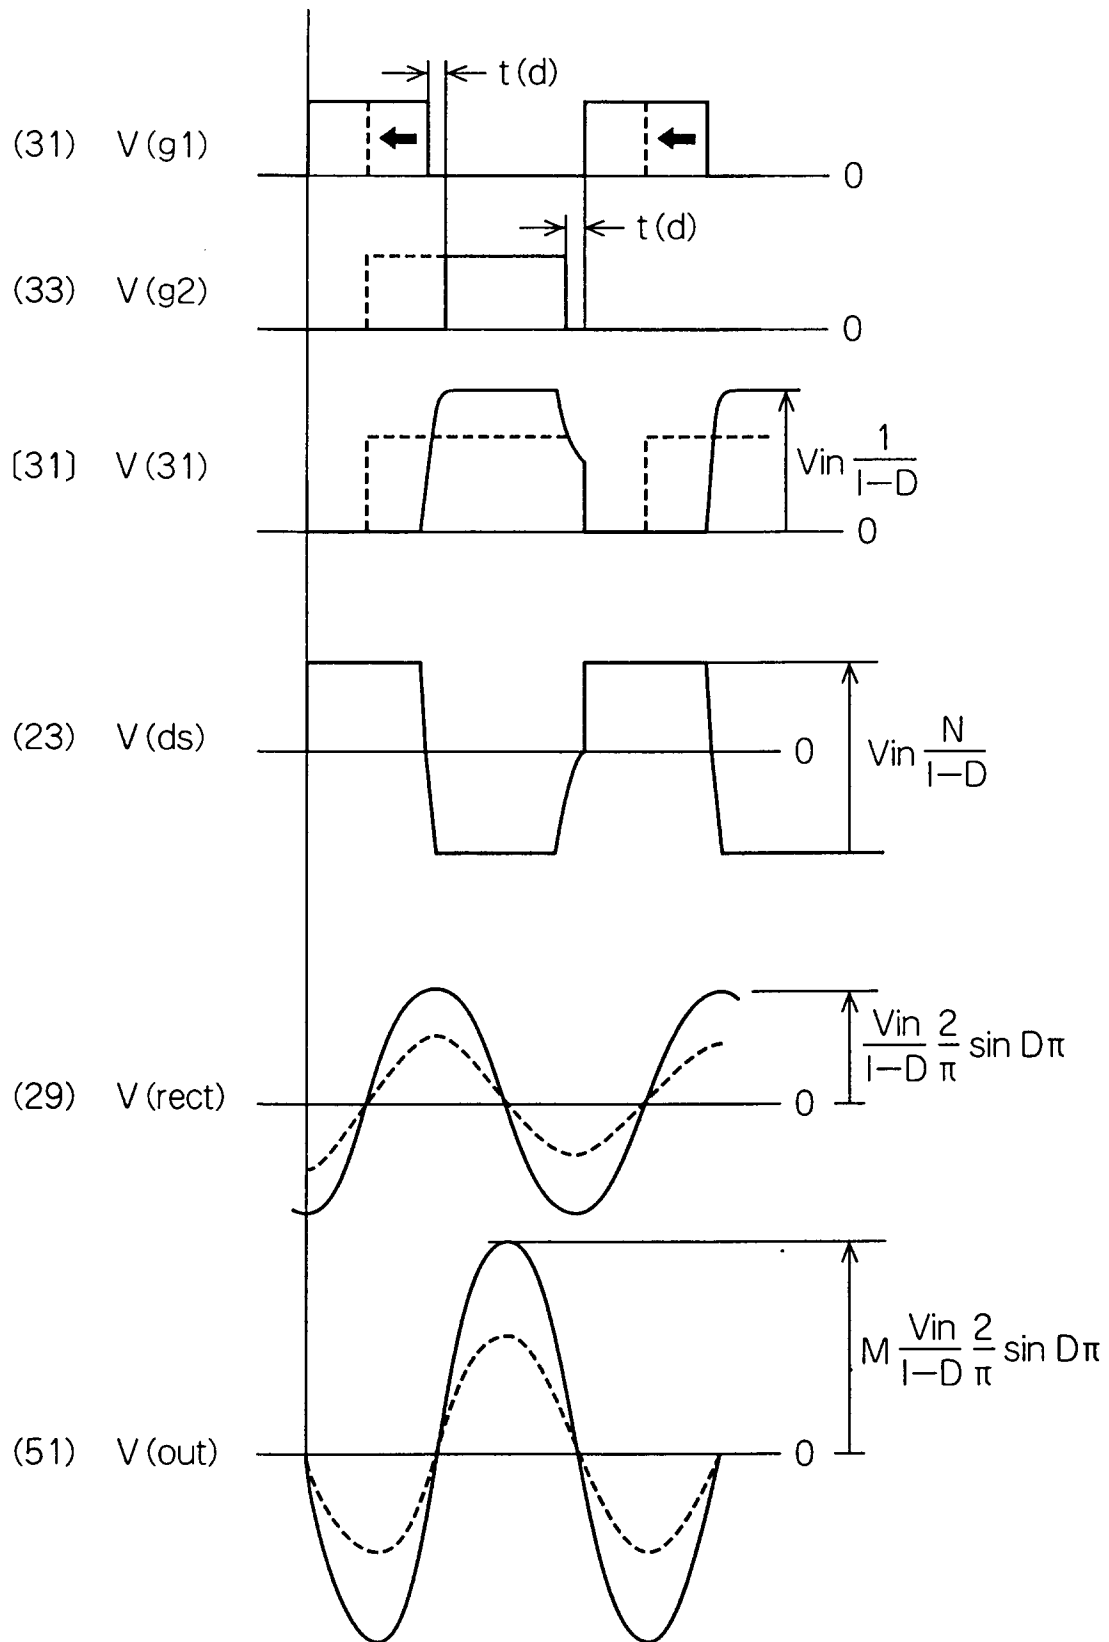 t(d)
(31) V(g1)
0
t(d)
(33) V(g2)
0
[31] V(31)
Vin 1/(1-D)
0
(23) V(ds)
0
Vin N/(1-D)
(29) V(rect)
0
Vin/(1-D) 2/π sin Dπ
(51) V(out)
0
M Vin/(1-D) 2/π sin Dπ